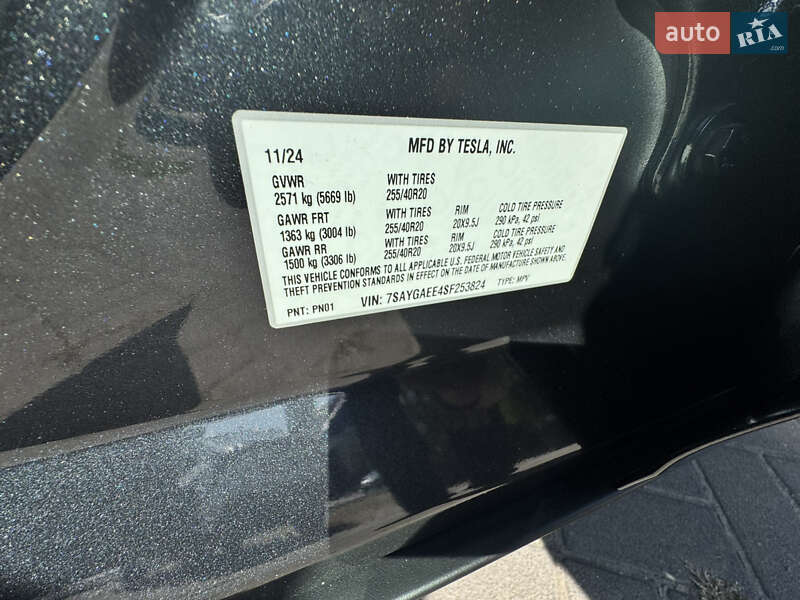 auto RIA .com
11/24 MFD BY TESLA, INC.
GVWR WITH TIRES
2571 kg (5669 lb) 255/40R20
GAWR FRT WITH TIRES RIM COLD TIRE PRESSURE
1363 kg (3004 lb) 255/40R20 20X9.5J 290 kPa, 42 psi
GAWR RR WITH TIRES RIM COLD TIRE PRESSURE
1500 kg (3306 lb) 255/40R20 20X9.5J 290 kPa, 42 psi
THIS VEHICLE CONFORMS TO ALL APPLICABLE U.S. FEDERAL MOTOR VEHICLE SAFETY AND
THEFT PREVENTION STANDARDS IN EFFECT ON THE DATE OF MANUFACTURE SHOWN ABOVE.
PNT: PN01 VIN: 7SAYGAEE4SF253824 TYPE: MPV